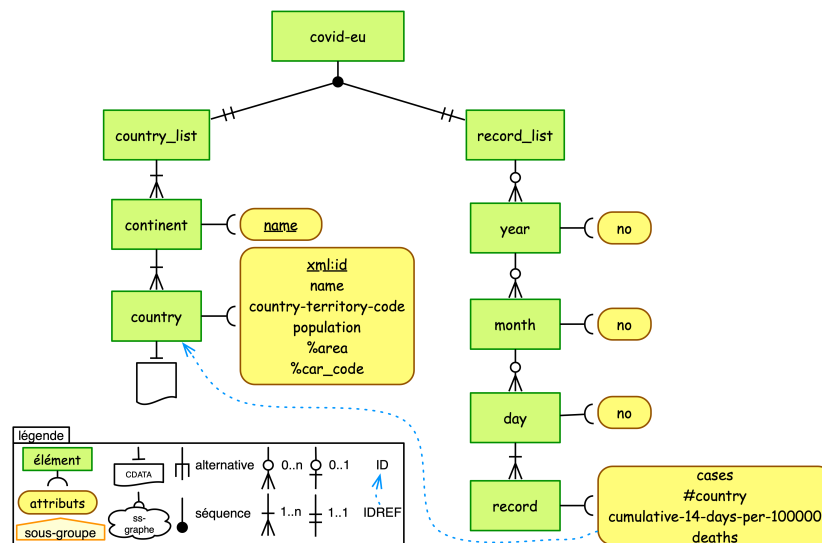 covid-eu
country_list
record_list
continent
name
year
no
country
xml:id
name
country-territory-code
population
%area
%car_code
month
no
day
no
record
cases
#country
cumulative-14-days-per-100000
deaths
légende
élément
attributs
sous-groupe
CDATA
ss-
graphe
alternative
séquence
0..n
1..n
0..1
1..1
ID
IDREF